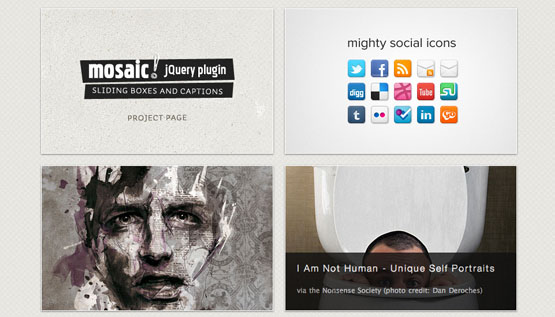 mosaic! jQuery plugin
SLIDING BOXES AND CAPTIONS
PROJECT PAGE
mighty social icons
digg
You Tube
in
I Am Not Human - Unique Self Portraits
via the Nonsense Society (photo credit: Dan Deroches)